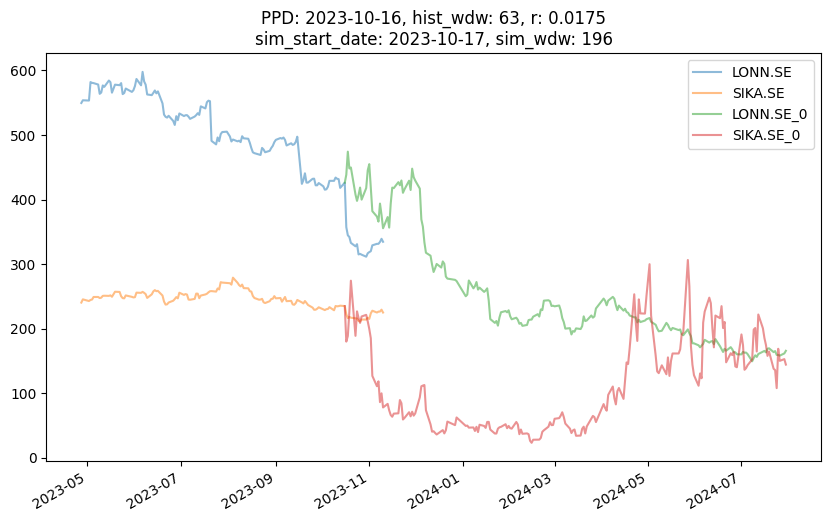 PPD: 2023-10-16, hist_wdw: 63, r: 0.0175
sim_start_date: 2023-10-17, sim_wdw: 196
LONN.SE
SIKA.SE
LONN.SE_0
SIKA.SE_0
600
500
400
300
200
100
0
2023-05
2023-07
2023-09
2023-11
2024-01
2024-03
2024-05
2024-07